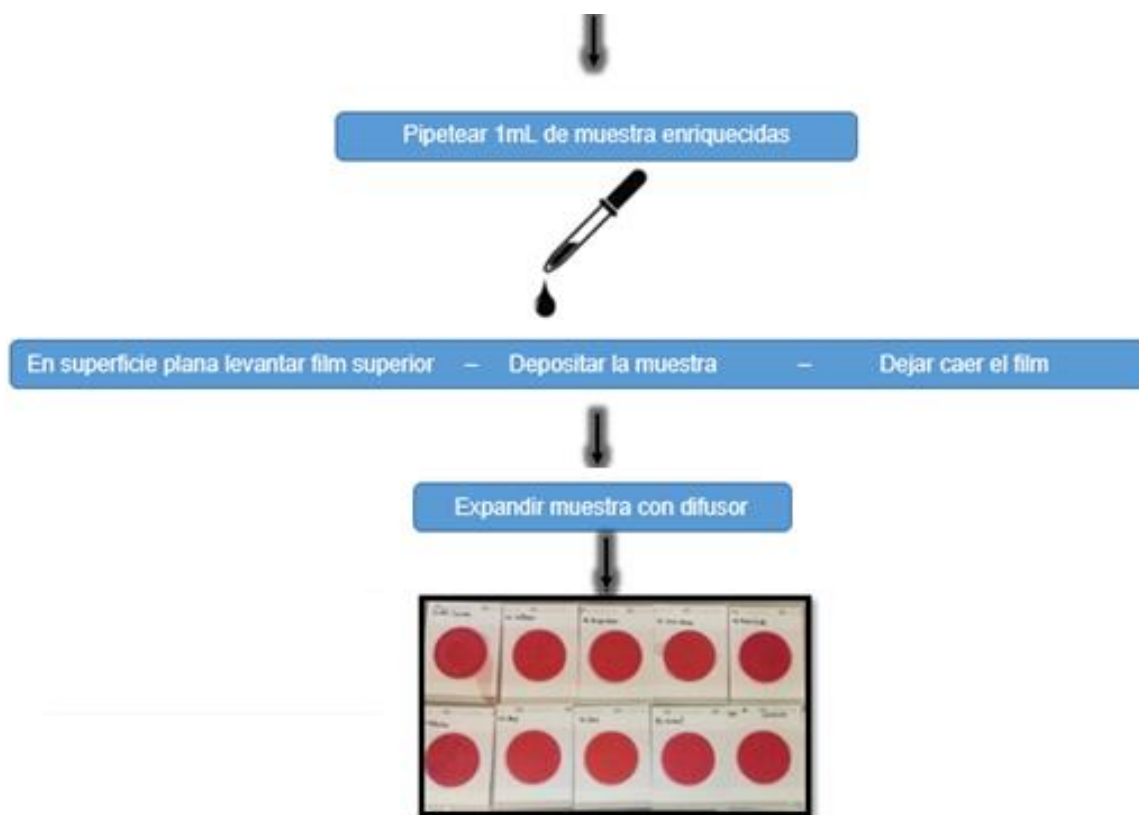 Pipetear 1mL de muestra enriquecidas
En superficie plana levantar film superior – Depositar la muestra – Dejar caer el film
Expandir muestra con difusor